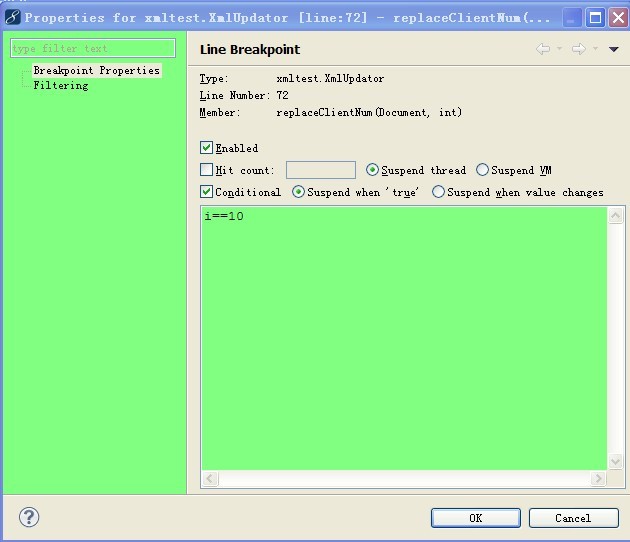 Properties for xmltest.XmlUpdator [line:72] - replaceClientNum(...
type filter text
Breakpoint Properties
Filtering
Line Breakpoint
Type: xmltest.XmlUpdator
Line Number: 72
Member: replaceClientNum(Document, int)
Enabled
Hit count: Suspend thread Suspend VM
Conditional Suspend when 'true' Suspend when value changes
i==10
?
OK Cancel